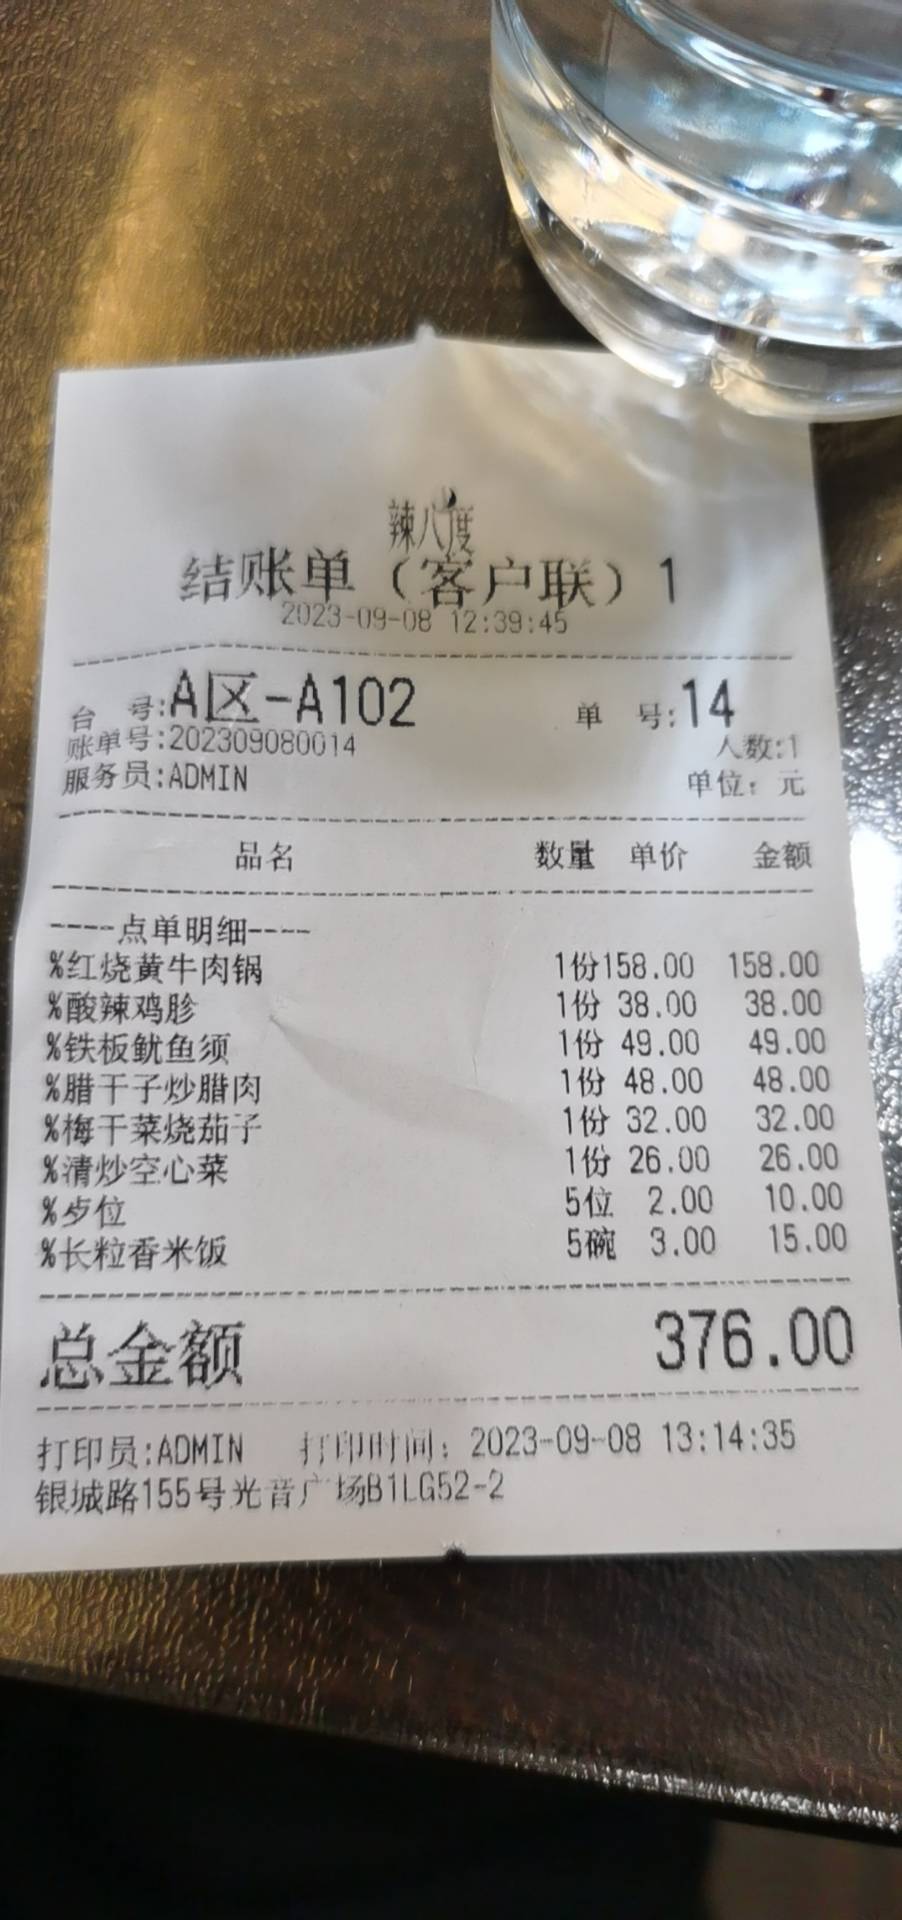 辣八度
结账单（客户联）1
2023-09-08 12:39:45
台 号:A区-A102 单 号:14
账单号:202309080014 人数:1
服务员:ADMIN 单位: 元
品名 数量 单价 金额
----点单明细----
%红烧黄牛肉锅 1份 158.00 158.00
%酸辣鸡胗 1份 38.00 38.00
%铁板鱿鱼须 1份 49.00 49.00
%腊干子炒腊肉 1份 48.00 48.00
%梅干菜烧茄子 1份 32.00 32.00
%清炒空心菜 1份 26.00 26.00
%歺位 5位 2.00 10.00
%长粒香米饭 5碗 3.00 15.00
总金额 376.00
打印员:ADMIN 打印时间: 2023-09-08 13:14:35
银城路155号光音广场B1LG52-2